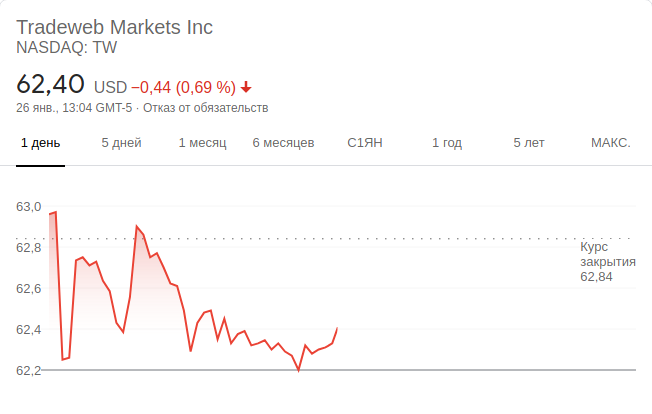 Tradeweb Markets Inc
NASDAQ: TW
62,40 USD −0,44 (0,69 %)
26 янв., 13:04 GMT-5 · Отказ от обязательств
1 день 5 дней 1 месяц 6 месяцев С1ЯН 1 год 5 лет МАКС.
63,0
62,8
Курс
закрытия
62,84
62,6
62,4
62,2